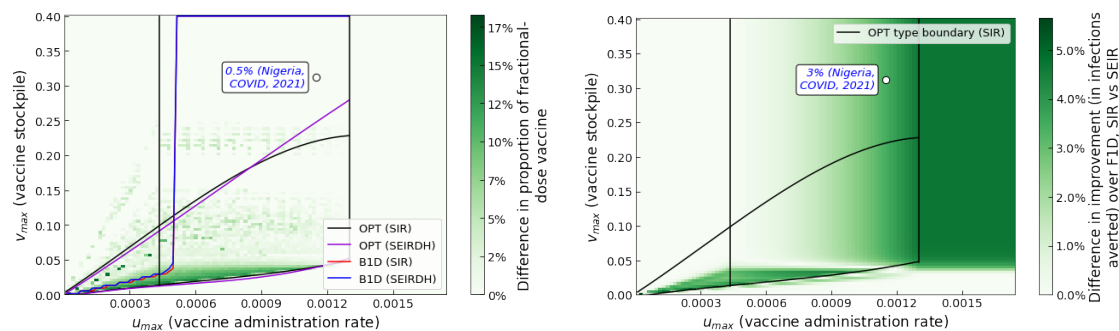 0.40
0.35
0.30
0.25
0.20
0.15
0.10
0.05
0.00
v_max (vaccine stockpile)
0.0003
0.0006
0.0009
0.0012
0.0015
u_max (vaccine administration rate)
0.5% (Nigeria,
COVID, 2021)
OPT (SIR)
OPT (SEIRDH)
B1D (SIR)
B1D (SEIRDH)
17%
15%
12%
10%
7%
5%
2%
0%
Difference in proportion of fractional-
dose vaccine
0.40
0.35
0.30
0.25
0.20
0.15
0.10
0.05
0.00
v_max (vaccine stockpile)
0.0003
0.0006
0.0009
0.0012
0.0015
u_max (vaccine administration rate)
OPT type boundary (SIR)
3% (Nigeria,
COVID, 2021)
5.0%
4.0%
3.0%
2.0%
1.0%
0.0%
Difference in improvement (in infections
averted) over F1D, SIR vs SEIR